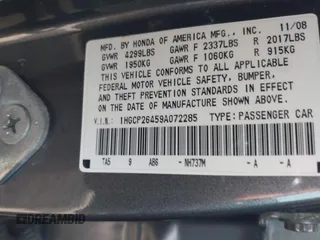 MFD. BY HONDA OF AMERICA MFG., INC. 11/08
GVWR 4299LBS GAWR F 2337LBS R 2017LBS
GVWR 1950KG GAWR F 1060KG R 915KG
THIS VEHICLE CONFORMS TO ALL APPLICABLE
FEDERAL MOTOR VEHICLE SAFETY, BUMPER,
AND THEFT PREVENTION STANDARDS IN EFFECT
ON THE DATE OF MANUFACTURE SHOWN ABOVE.
V.I.N.: 1HGCP26459A072285 TYPE: PASSENGER CAR
TA5 9 AB6 - NH737M - A - A
DREAMBID